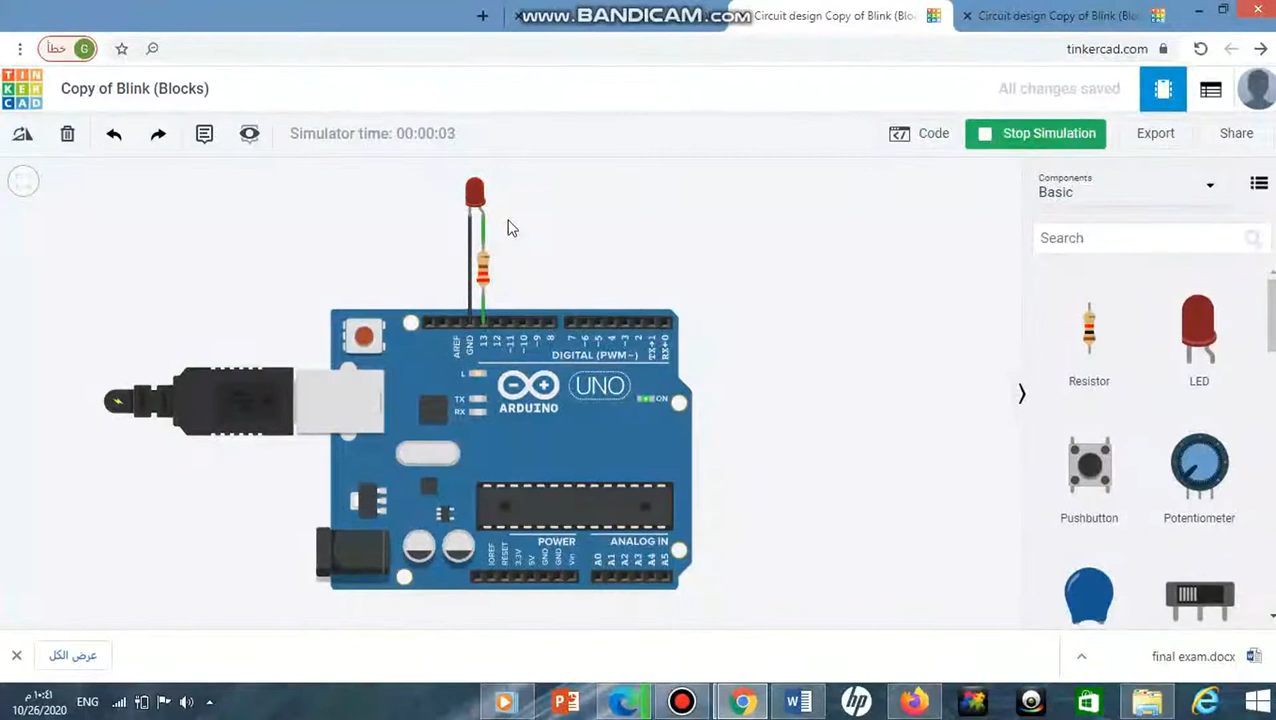 www.BANDICAM.com
Circuit design Copy of Blink (Bloc
Circuit design Copy of Blink (Blo
خطأ G
tinkercad.com
TIN
KER
CAD
Copy of Blink (Blocks)
All changes saved
Simulator time: 00:00:03
Code
Stop Simulation
Export
Share
Components
Basic
Search
Resistor
LED
Pushbutton
Potentiometer
AREF
GND
13
12
~11
~10
~9
8
7
~6
~5
4
~3
2
TX→1
RX←0
DIGITAL (PWM~)
L
TX
RX
UNO
ARDUINO
ON
POWER
ANALOG IN
IOREF
RESET
3.3V
5V
GND
GND
Vin
A0
A1
A2
A3
A4
A5
عرض الكل
final exam.docx
١٠:٤١ م
10/26/2020
ENG